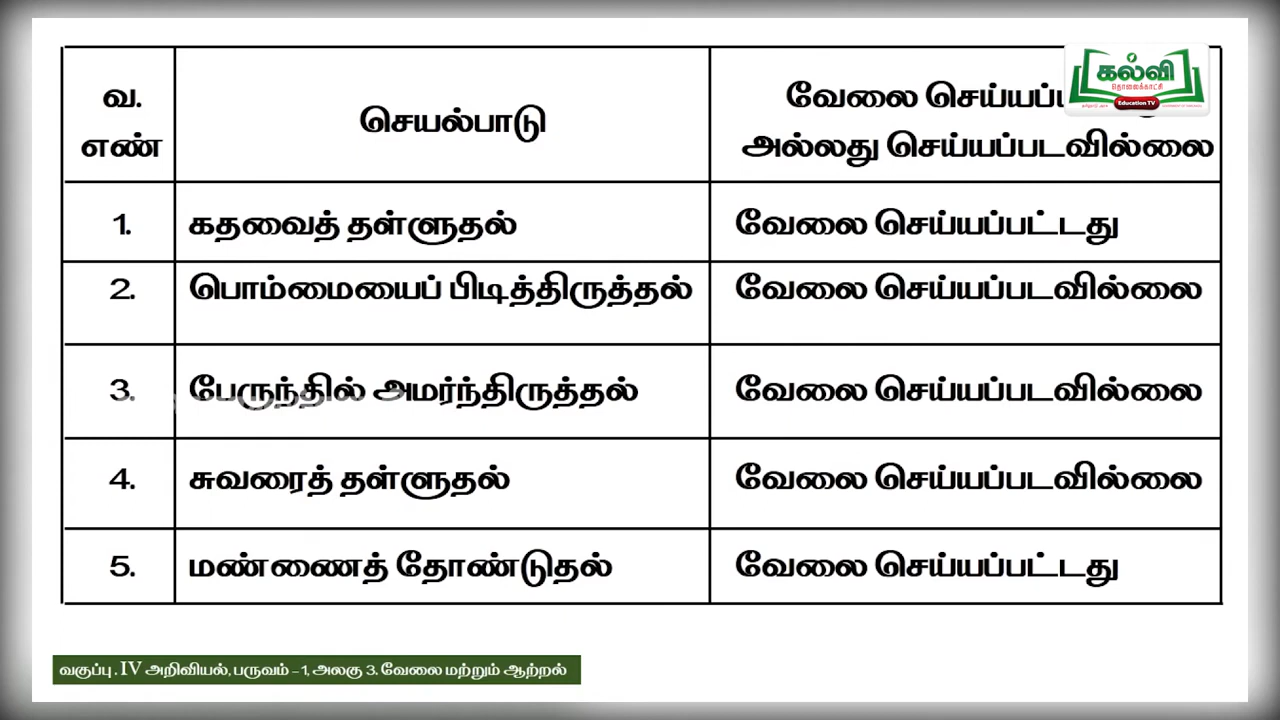 வ.
எண்
செயல்பாடு
வேலை
அல்லது செய்யப்படவில்லை
கல்வி
தொலைக்காட்சி
Education TV
1.
கதவைத் தள்ளுதல்
வேலை செய்யப்பட்டது
2.
பொம்மையைப் பிடித்திருத்தல்
வேலை செய்யப்படவில்லை
3.
பேருந்தில் அமர்ந்திருத்தல்
வேலை செய்யப்படவில்லை
4.
சுவரைத் தள்ளுதல்
வேலை செய்யப்படவில்லை
5.
மண்ணைத் தோண்டுதல்
வேலை செய்யப்பட்டது
வகுப்பு . IV அறிவியல், பருவம் – 1, அலகு 3. வேலை மற்றும் ஆற்றல்